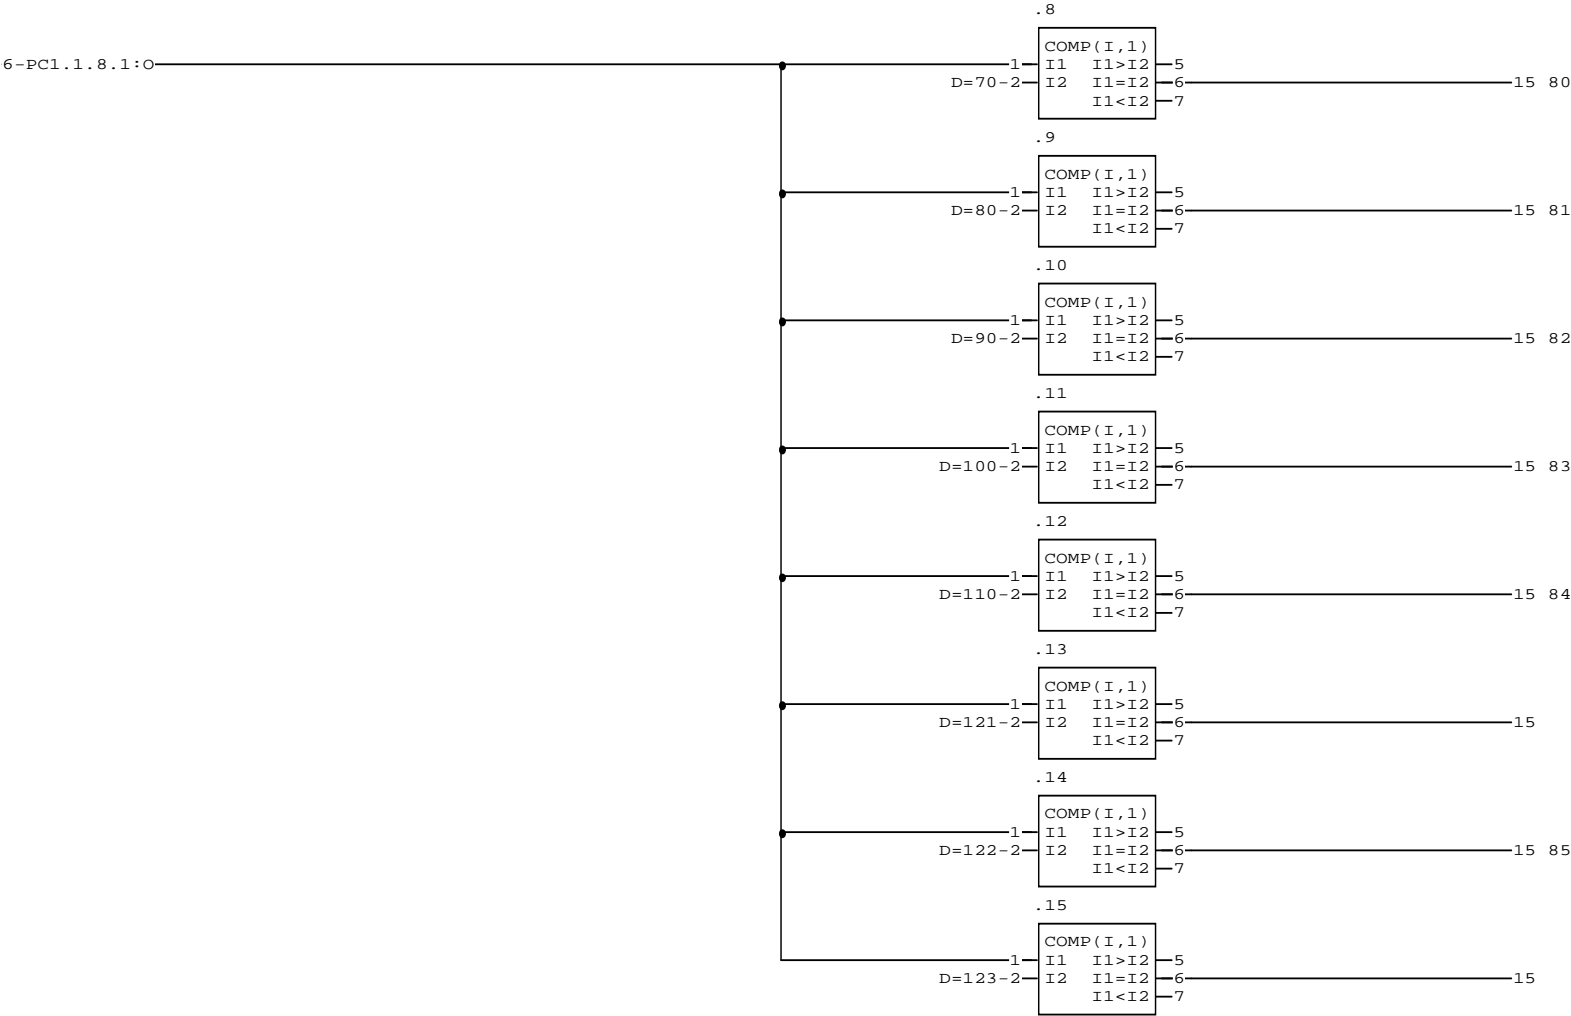 .8
COMP(I,1)
6-PC1.1.8.1:O 1 I1 I1>I2 5
D=70-2 I2 I1=I2 6 15 80
I1<I2 7
.9
COMP(I,1)
1 I1 I1>I2 5
D=80-2 I2 I1=I2 6 15 81
I1<I2 7
.10
COMP(I,1)
1 I1 I1>I2 5
D=90-2 I2 I1=I2 6 15 82
I1<I2 7
.11
COMP(I,1)
1 I1 I1>I2 5
D=100-2 I2 I1=I2 6 15 83
I1<I2 7
.12
COMP(I,1)
1 I1 I1>I2 5
D=110-2 I2 I1=I2 6 15 84
I1<I2 7
.13
COMP(I,1)
1 I1 I1>I2 5
D=121-2 I2 I1=I2 6 15
I1<I2 7
.14
COMP(I,1)
1 I1 I1>I2 5
D=122-2 I2 I1=I2 6 15 85
I1<I2 7
.15
COMP(I,1)
1 I1 I1>I2 5
D=123-2 I2 I1=I2 6 15
I1<I2 7